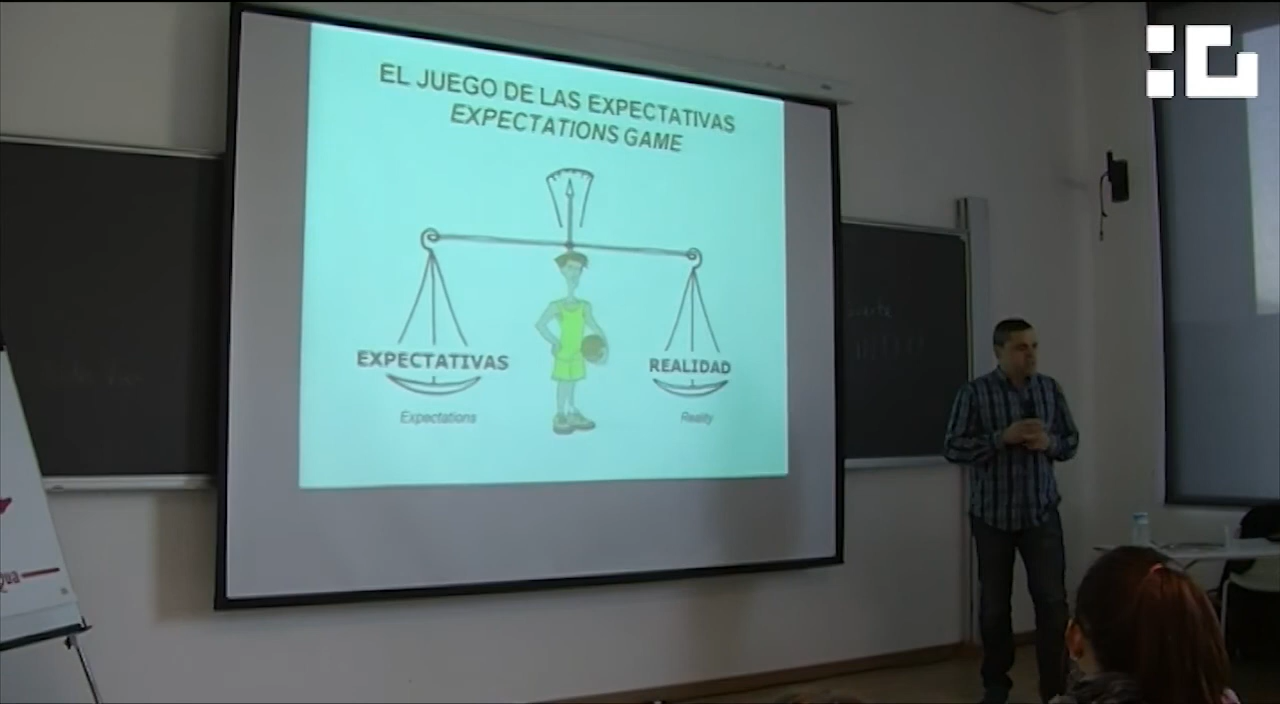 EL JUEGO DE LAS EXPECTATIVAS
EXPECTATIONS GAME
EXPECTATIVAS
REALIDAD
Expectations
Reality